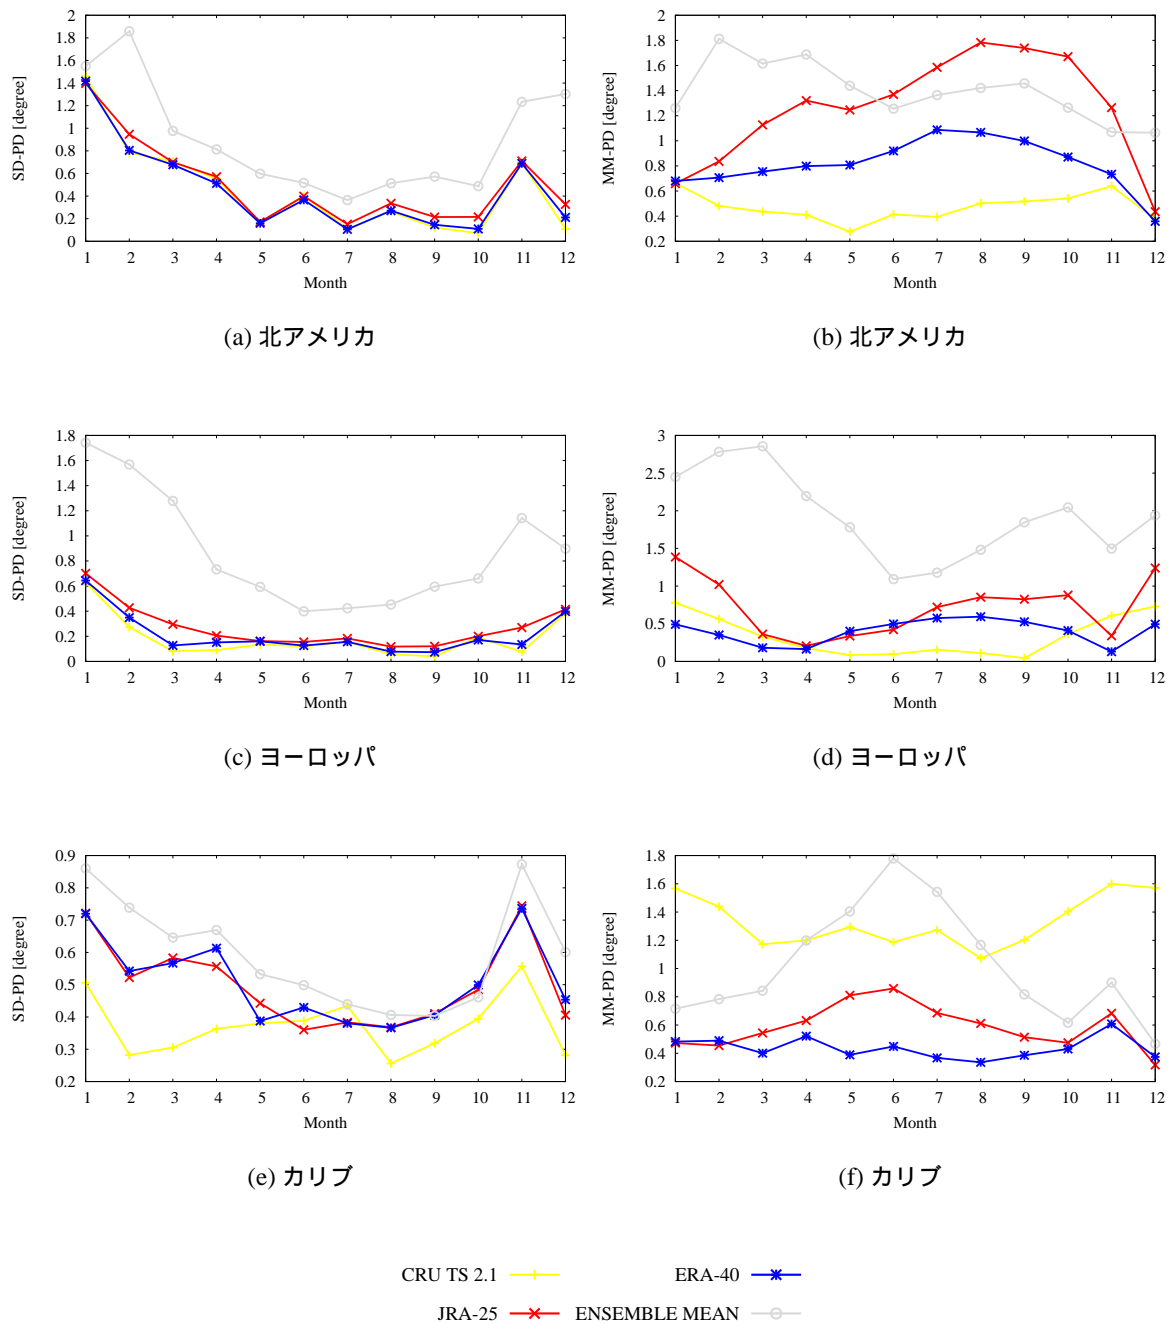 SD-PD [degree]
2
1.8
1.6
1.4
1.2
1
0.8
0.6
0.4
0.2
0
1 2 3 4 5 6 7 8 9 10 11 12
Month
(a) 北アメリカ
MM-PD [degree]
2
1.8
1.6
1.4
1.2
1
0.8
0.6
0.4
0.2
1 2 3 4 5 6 7 8 9 10 11 12
Month
(b) 北アメリカ
SD-PD [degree]
1.8
1.6
1.4
1.2
1
0.8
0.6
0.4
0.2
0
1 2 3 4 5 6 7 8 9 10 11 12
Month
(c) ヨーロッパ
MM-PD [degree]
3
2.5
2
1.5
1
0.5
0
1 2 3 4 5 6 7 8 9 10 11 12
Month
(d) ヨーロッパ
SD-PD [degree]
0.9
0.8
0.7
0.6
0.5
0.4
0.3
0.2
1 2 3 4 5 6 7 8 9 10 11 12
Month
(e) カリブ
MM-PD [degree]
1.8
1.6
1.4
1.2
1
0.8
0.6
0.4
0.2
1 2 3 4 5 6 7 8 9 10 11 12
Month
(f) カリブ
CRU TS 2.1
ERA-40
JRA-25
ENSEMBLE MEAN